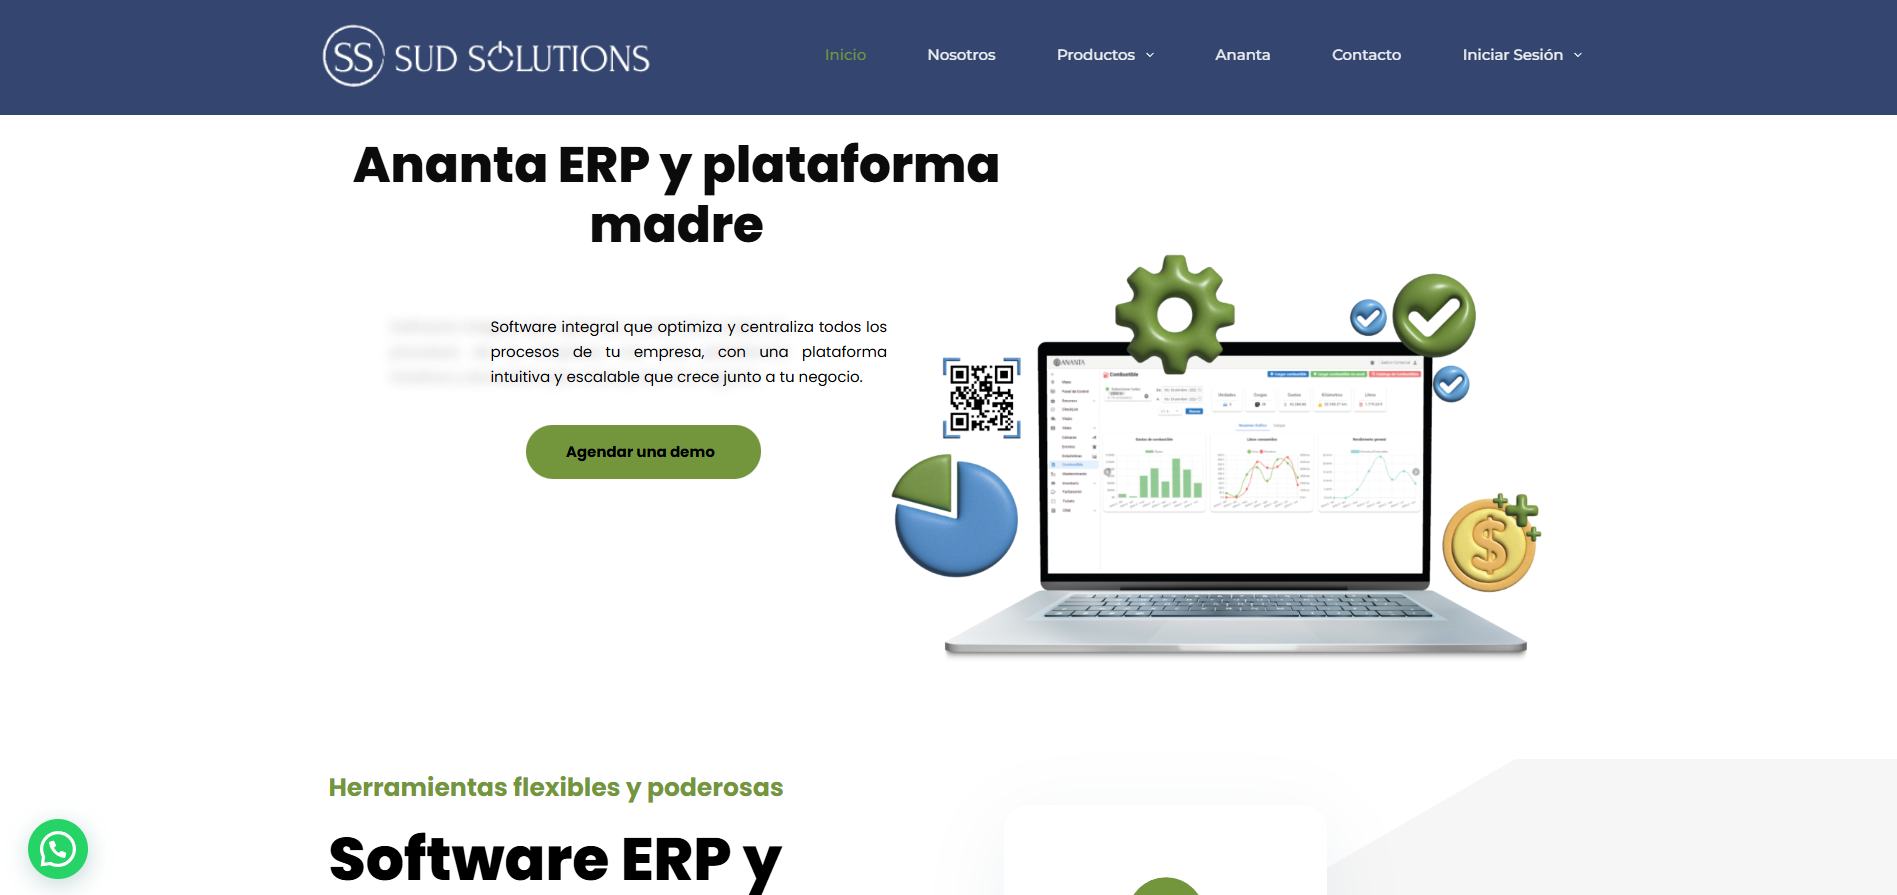 SS SUD SOLUTIONS
Inicio
Nosotros
Productos
Ananta
Contacto
Iniciar Sesión
Ananta ERP y plataforma
madre
Software integral que optimiza y centraliza todos los
procesos de tu empresa, con una plataforma
intuitiva y escalable que crece junto a tu negocio.
Agendar una demo
ANANTA
Combustible
Herramientas flexibles y poderosas
Software ERP y